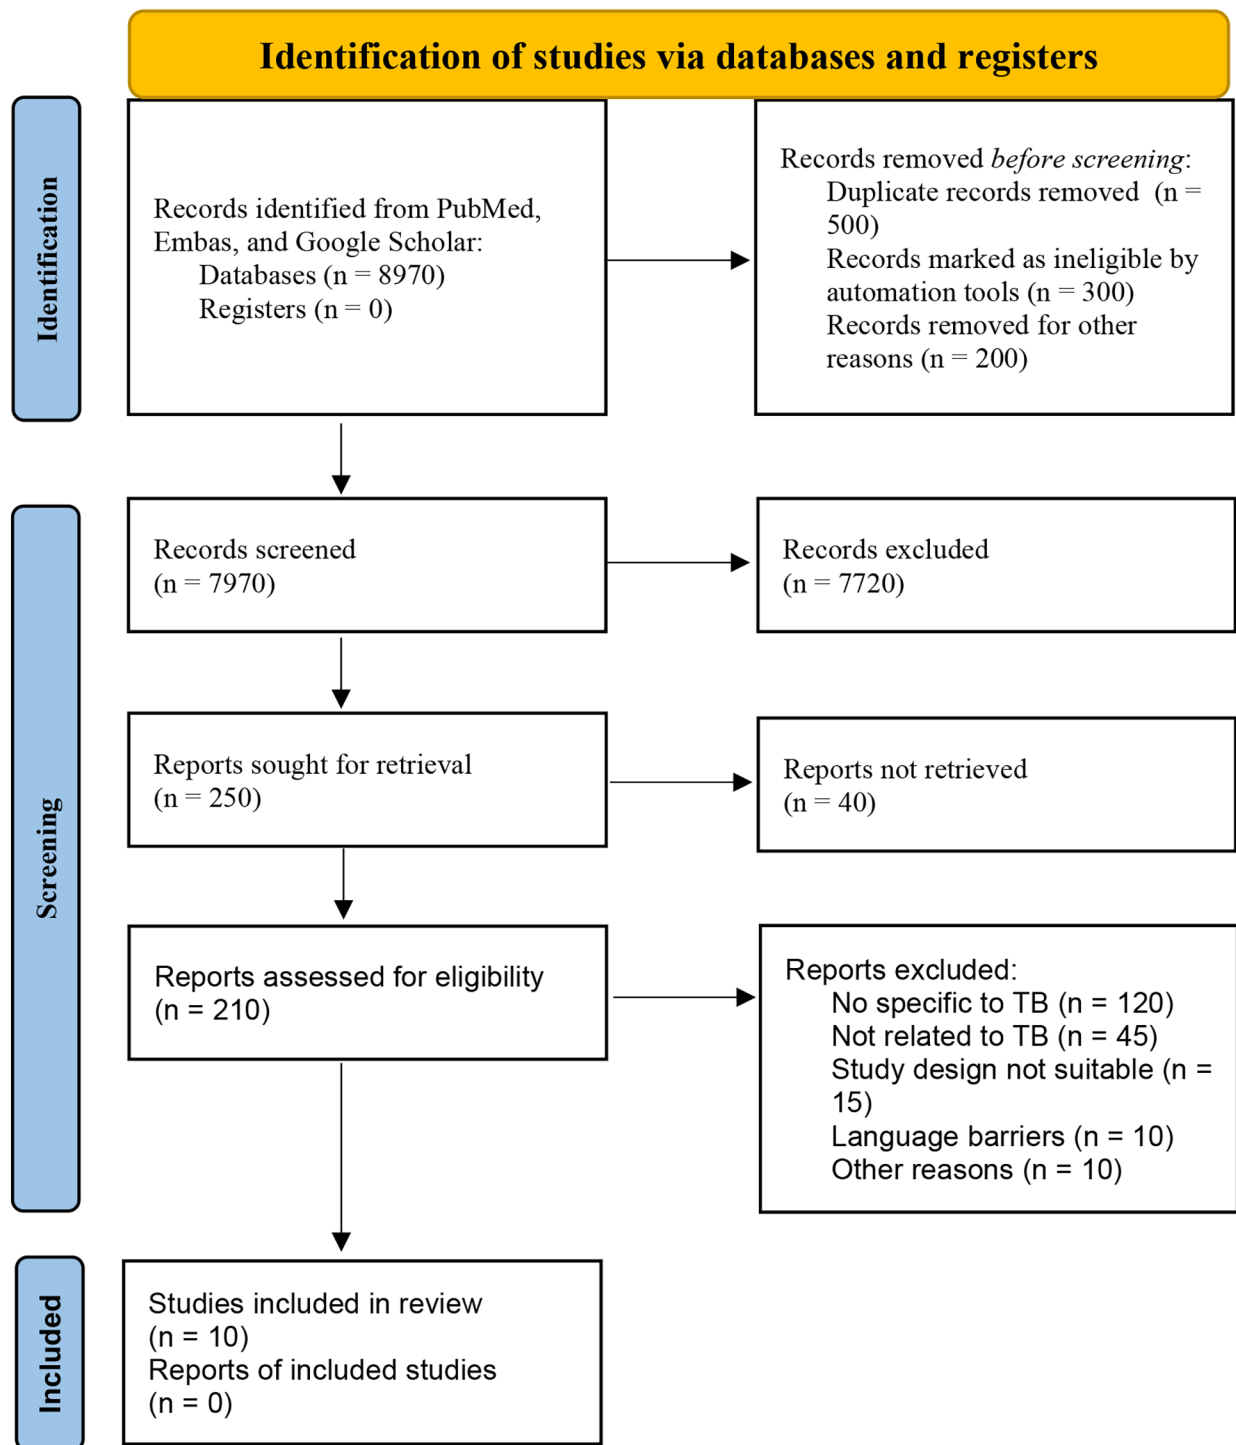 Identification of studies via databases and registers
Identification
Records identified from PubMed,
Embas, and Google Scholar:
Databases (n = 8970)
Registers (n = 0)
Records removed before screening:
Duplicate records removed  (n =
500)
Records marked as ineligible by
automation tools (n = 300)
Records removed for other
reasons (n = 200)
Screening
Records screened
(n = 7970)
Records excluded
(n = 7720)
Reports sought for retrieval
(n = 250)
Reports not retrieved
(n = 40)
Reports assessed for eligibility
(n = 210)
Reports excluded:
No specific to TB (n = 120)
Not related to TB (n = 45)
Study design not suitable (n =
15)
Language barriers (n = 10)
Other reasons (n = 10)
Included
Studies included in review
(n = 10)
Reports of included studies
(n = 0)